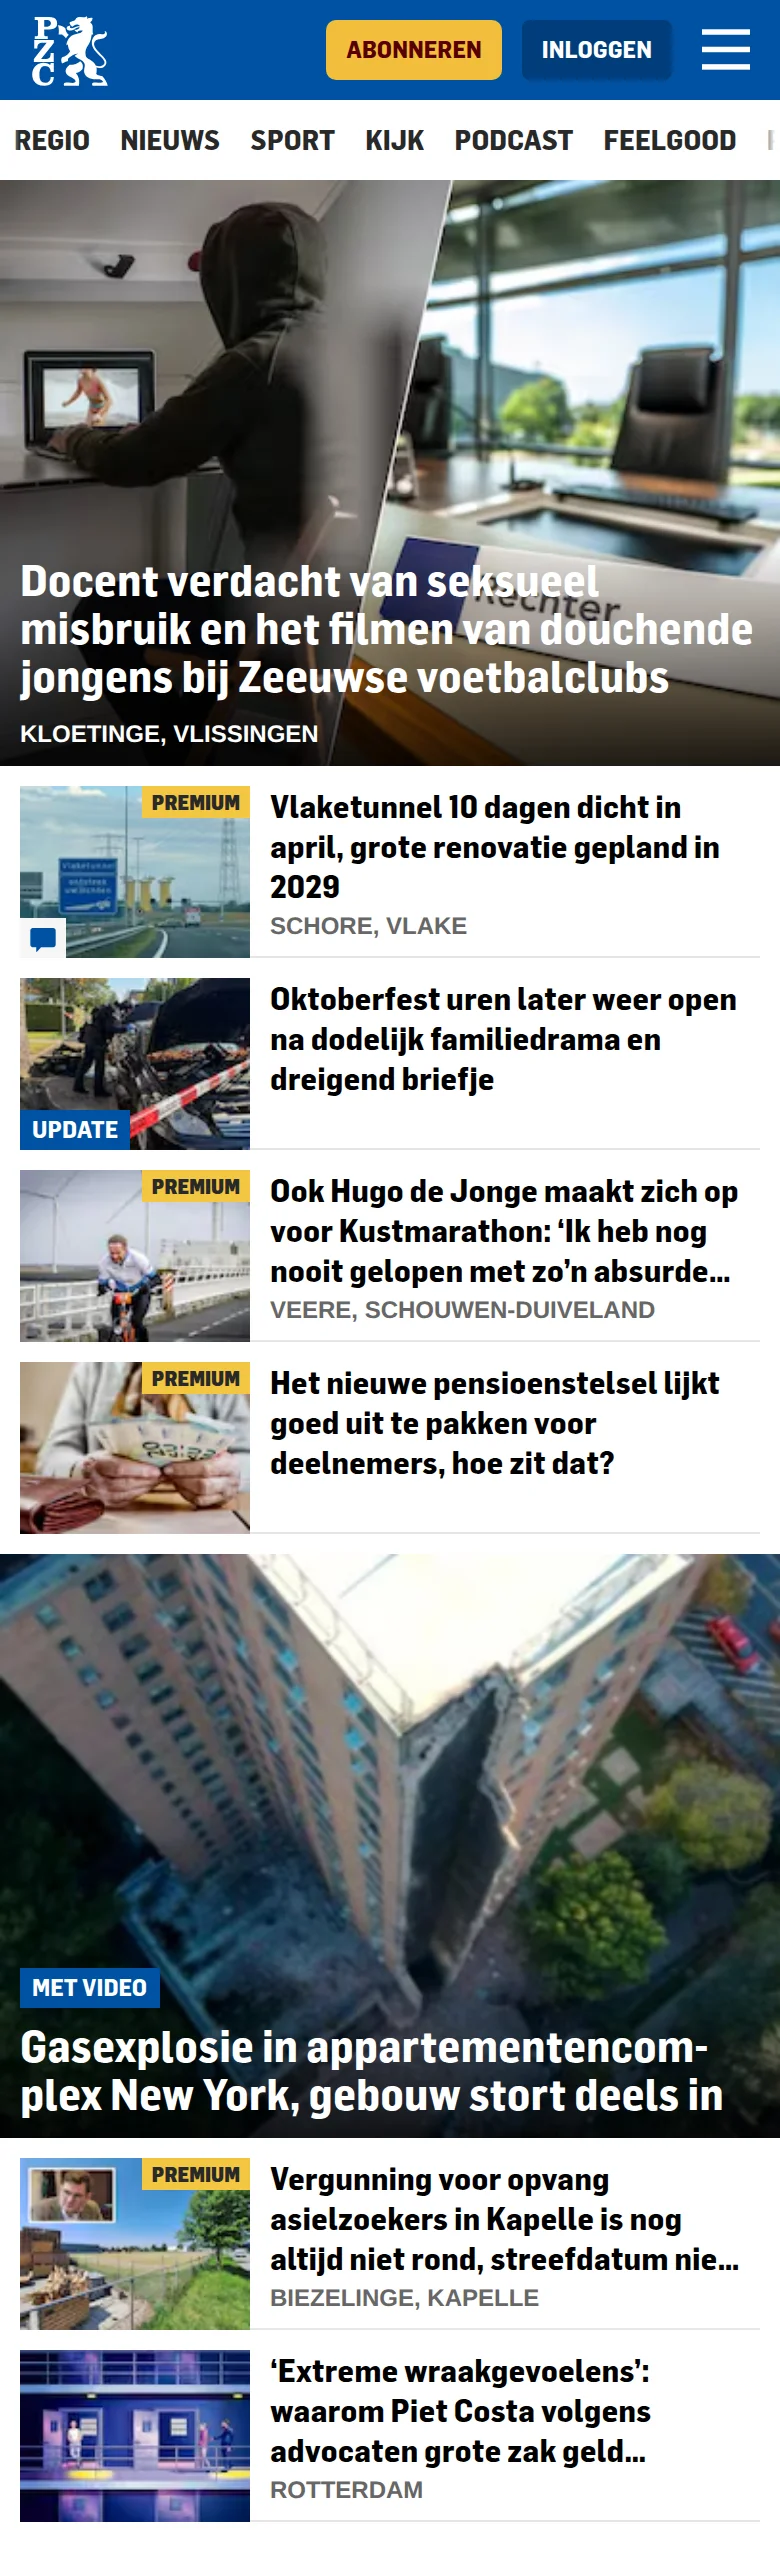 PZC
ABONNEREN
INLOGGEN
REGIO NIEUWS SPORT KIJK PODCAST FEELGOOD
Rechter
Docent verdacht van seksueel
misbruik en het filmen van douchende
jongens bij Zeeuwse voetbalclubs
KLOETINGE, VLISSINGEN
PREMIUM
Vlaketunnel
Vlaketunnel 10 dagen dicht in
april, grote renovatie gepland in
2029
SCHORE, VLAKE
UPDATE
Oktoberfest uren later weer open
na dodelijk familiedrama en
dreigend briefje
PREMIUM
Ook Hugo de Jonge maakt zich op
voor Kustmarathon: ‘Ik heb nog
nooit gelopen met zo’n absurde...
VEERE, SCHOUWEN-DUIVELAND
PREMIUM
Het nieuwe pensioenstelsel lijkt
goed uit te pakken voor
deelnemers, hoe zit dat?
MET VIDEO
Gasexplosie in appartementencom-
plex New York, gebouw stort deels in
PREMIUM
Vergunning voor opvang
asielzoekers in Kapelle is nog
altijd niet rond, streefdatum nie...
BIEZELINGE, KAPELLE
‘Extreme wraakgevoelens’:
waarom Piet Costa volgens
advocaten grote zak geld...
ROTTERDAM